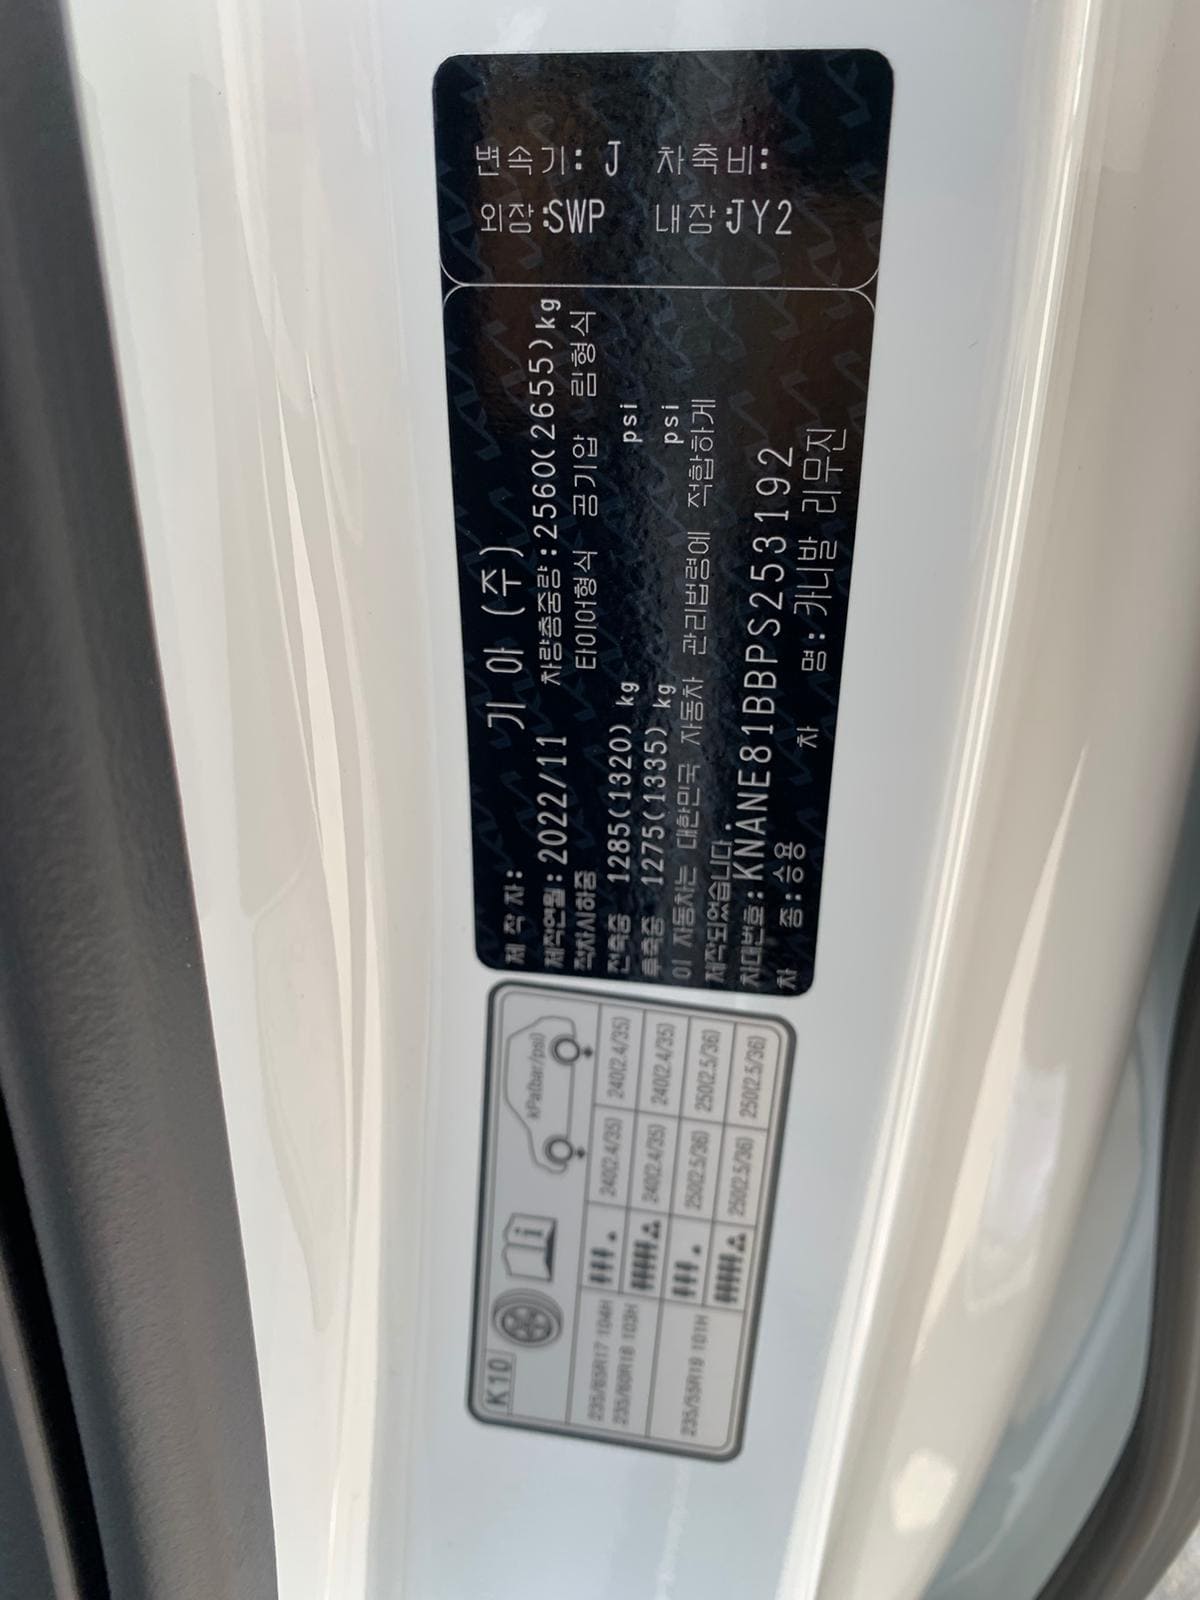 변속기: J 차축비:
외장:SWP 내장:JY2
제 작 자: 기 아 (주)
제작연월:2022/11 차량총중량:2560(2655)kg
적차시하중 타이어형식 공기압 림형식
전축중 1285(1320) kg psi
후축중 1275(1335) kg psi
이 자동차는 대한민국 자동차 관리법령에 적합하게
제작되었습니다.
차대번호:KNANE81BBPS253192
차 종:승용 차 명:카니발 리무진
K10 kPa(bar/psi)
235/65R17 104H 240(2.4/35) 240(2.4/35)
235/60R18 103H 240(2.4/35) 240(2.4/35)
235/55R19 101H 250(2.5/36) 250(2.5/36)
250(2.5/36) 250(2.5/36)